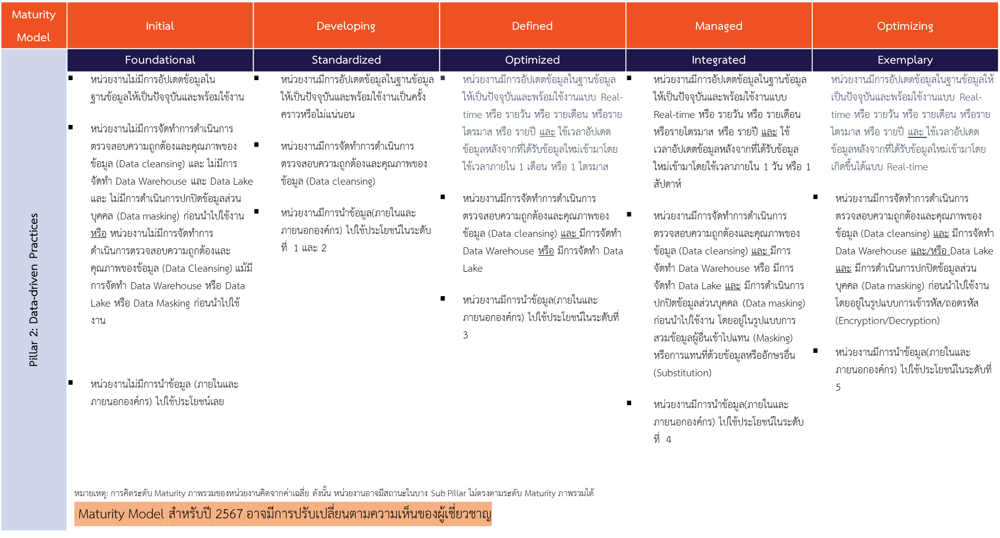 Maturity
Model
Initial
Developing
Defined
Managed
Optimizing
Foundational
Standardized
Optimized
Integrated
Exemplary
Pillar 2: Data-driven Practices
▪ หน่วยงานไม่มีการอัปเดตข้อมูลใน
ฐานข้อมูลให้เป็นปัจจุบันและพร้อมใช้งาน
▪ หน่วยงานไม่มีการจัดทำการดำเนินการ
ตรวจสอบความถูกต้องและคุณภาพของ
ข้อมูล (Data cleansing) และ ไม่มีการ
จัดทำ Data Warehouse และ Data Lake
และ ไม่มีการดำเนินการปกปิดข้อมูลส่วน
บุคคล (Data masking) ก่อนนำไปใช้งาน
หรือ หน่วยงานไม่มีการจัดทำการ
ดำเนินการตรวจสอบความถูกต้องและ
คุณภาพของข้อมูล (Data Cleansing) แม้มี
การจัดทำ Data Warehouse หรือ Data
Lake หรือ Data Masking ก่อนนำไปใช้
งาน
▪ หน่วยงานไม่มีการนำข้อมูล (ภายในและ
ภายนอกองค์กร) ไปใช้ประโยชน์เลย
▪ หน่วยงานมีการอัปเดตข้อมูลในฐานข้อมูล
ให้เป็นปัจจุบันและพร้อมใช้งานเป็นครั้ง
คราวหรือไม่แน่นอน
▪ หน่วยงานมีการจัดทำการดำเนินการ
ตรวจสอบความถูกต้องและคุณภาพของ
ข้อมูล (Data cleansing)
▪ หน่วยงานมีการนำข้อมูล(ภายในและ
ภายนอกองค์กร) ไปใช้ประโยชน์ในระดับ
ที่ 1 และ 2
▪ หน่วยงานมีการอัปเดตข้อมูลในฐานข้อมูล
ให้เป็นปัจจุบันและพร้อมใช้งานแบบ Real-
time หรือ รายวัน หรือ รายเดือน หรือราย
ไตรมาส หรือ รายปี และ ใช้เวลาอัปเดต
ข้อมูลหลังจากที่ได้รับข้อมูลใหม่เข้ามาโดย
ใช้เวลาภายใน 1 เดือน หรือ 1 ไตรมาส
▪ หน่วยงานมีการจัดทำการดำเนินการ
ตรวจสอบความถูกต้องและคุณภาพของ
ข้อมูล (Data cleansing) และ มีการจัดทำ
Data Warehouse หรือ มีการจัดทำ Data
Lake
▪ หน่วยงานมีการนำข้อมูล(ภายในและ
ภายนอกองค์กร) ไปใช้ประโยชน์ในระดับที่
3
▪ หน่วยงานมีการอัปเดตข้อมูลในฐานข้อมูล
ให้เป็นปัจจุบันและพร้อมใช้งานแบบ
Real-time หรือ รายวัน หรือ รายเดือน
หรือรายไตรมาส หรือ รายปี และ ใช้
เวลาอัปเดตข้อมูลหลังจากที่ได้รับข้อมูล
ใหม่เข้ามาโดยใช้เวลาภายใน 1 วัน หรือ 1
สัปดาห์
▪ หน่วยงานมีการจัดทำการดำเนินการ
ตรวจสอบความถูกต้องและคุณภาพของ
ข้อมูล (Data cleansing) และ มีการ
จัดทำ Data Warehouse หรือ มีการ
จัดทำ Data Lake และ มีการดำเนินการ
ปกปิดข้อมูลส่วนบุคคล (Data masking)
ก่อนนำไปใช้งาน โดยอยู่ในรูปแบบการ
สวมข้อมูลผู้อื่นเข้าไปแทน (Masking)
หรือการแทนที่ด้วยข้อมูลหรืออักษรอื่น
(Substitution)
▪ หน่วยงานมีการนำข้อมูล(ภายในและ
ภายนอกองค์กร) ไปใช้ประโยชน์ในระดับ
ที่ 4
หน่วยงานมีการอัปเดตข้อมูลในฐานข้อมูลให้
เป็นปัจจุบันและพร้อมใช้งานแบบ Real-
time หรือ รายวัน หรือ รายเดือน หรือราย
ไตรมาส หรือ รายปี และ ใช้เวลาอัปเดต
ข้อมูลหลังจากที่ได้รับข้อมูลใหม่เข้ามาโดย
เกิดขึ้นได้แบบ Real-time
▪ หน่วยงานมีการจัดทำการดำเนินการ
ตรวจสอบความถูกต้องและคุณภาพของ
ข้อมูล (Data cleansing) และ มีการจัดทำ
Data Warehouse และ/หรือ Data Lake
และ มีการดำเนินการปกปิดข้อมูลส่วน
บุคคล (Data masking) ก่อนนำไปใช้งาน
โดยอยู่ในรูปแบบการเข้ารหัส/ถอดรหัส
(Encryption/Decryption)
▪ หน่วยงานมีการนำข้อมูล(ภายในและ
ภายนอกองค์กร) ไปใช้ประโยชน์ในระดับที่
5
หมายเหตุ: การคิดระดับ Maturity ภาพรวมของหน่วยงานคิดจากค่าเฉลี่ย ดังนั้น หน่วยงานอาจมีสถานะในบาง Sub Pillar ไม่ตรงตามระดับ Maturity ภาพรวมได้
Maturity Model สำหรับปี 2567 อาจมีการปรับเปลี่ยนตามความเห็นของผู้เชี่ยวชาญ